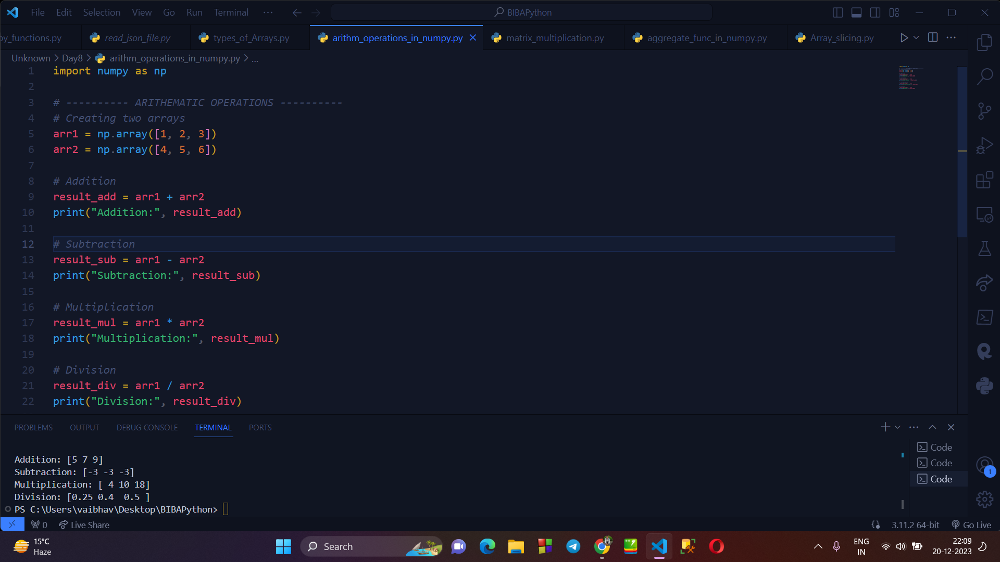 File Edit Selection View Go Run Terminal ··· BIBAPython
py_functions.py read_json_file.py types_of_Arrays.py arithm_operations_in_numpy.py matrix_multiplication.py aggregate_func_in_numpy.py Array_slicing.py
Unknown > Day8 > arithm_operations_in_numpy.py > ...
1 import numpy as np
2
3 # ---------- ARITHEMATIC OPERATIONS ----------
4 # Creating two arrays
5 arr1 = np.array([1, 2, 3])
6 arr2 = np.array([4, 5, 6])
7
8 # Addition
9 result_add = arr1 + arr2
10 print("Addition:", result_add)
11
12 # Subtraction
13 result_sub = arr1 - arr2
14 print("Subtraction:", result_sub)
15
16 # Multiplication
17 result_mul = arr1 * arr2
18 print("Multiplication:", result_mul)
19
20 # Division
21 result_div = arr1 / arr2
22 print("Division:", result_div)
PROBLEMS OUTPUT DEBUG CONSOLE TERMINAL PORTS
Code
Code
Code
Addition: [5 7 9]
Subtraction: [-3 -3 -3]
Multiplication: [ 4 10 18]
Division: [0.25 0.4  0.5 ]
PS C:\Users\vaibhav\Desktop\BIBAPython>
1
0 Live Share 3.11.2 64-bit Go Live
15°C
Haze
Search
ENG
IN
22:09
20-12-2023